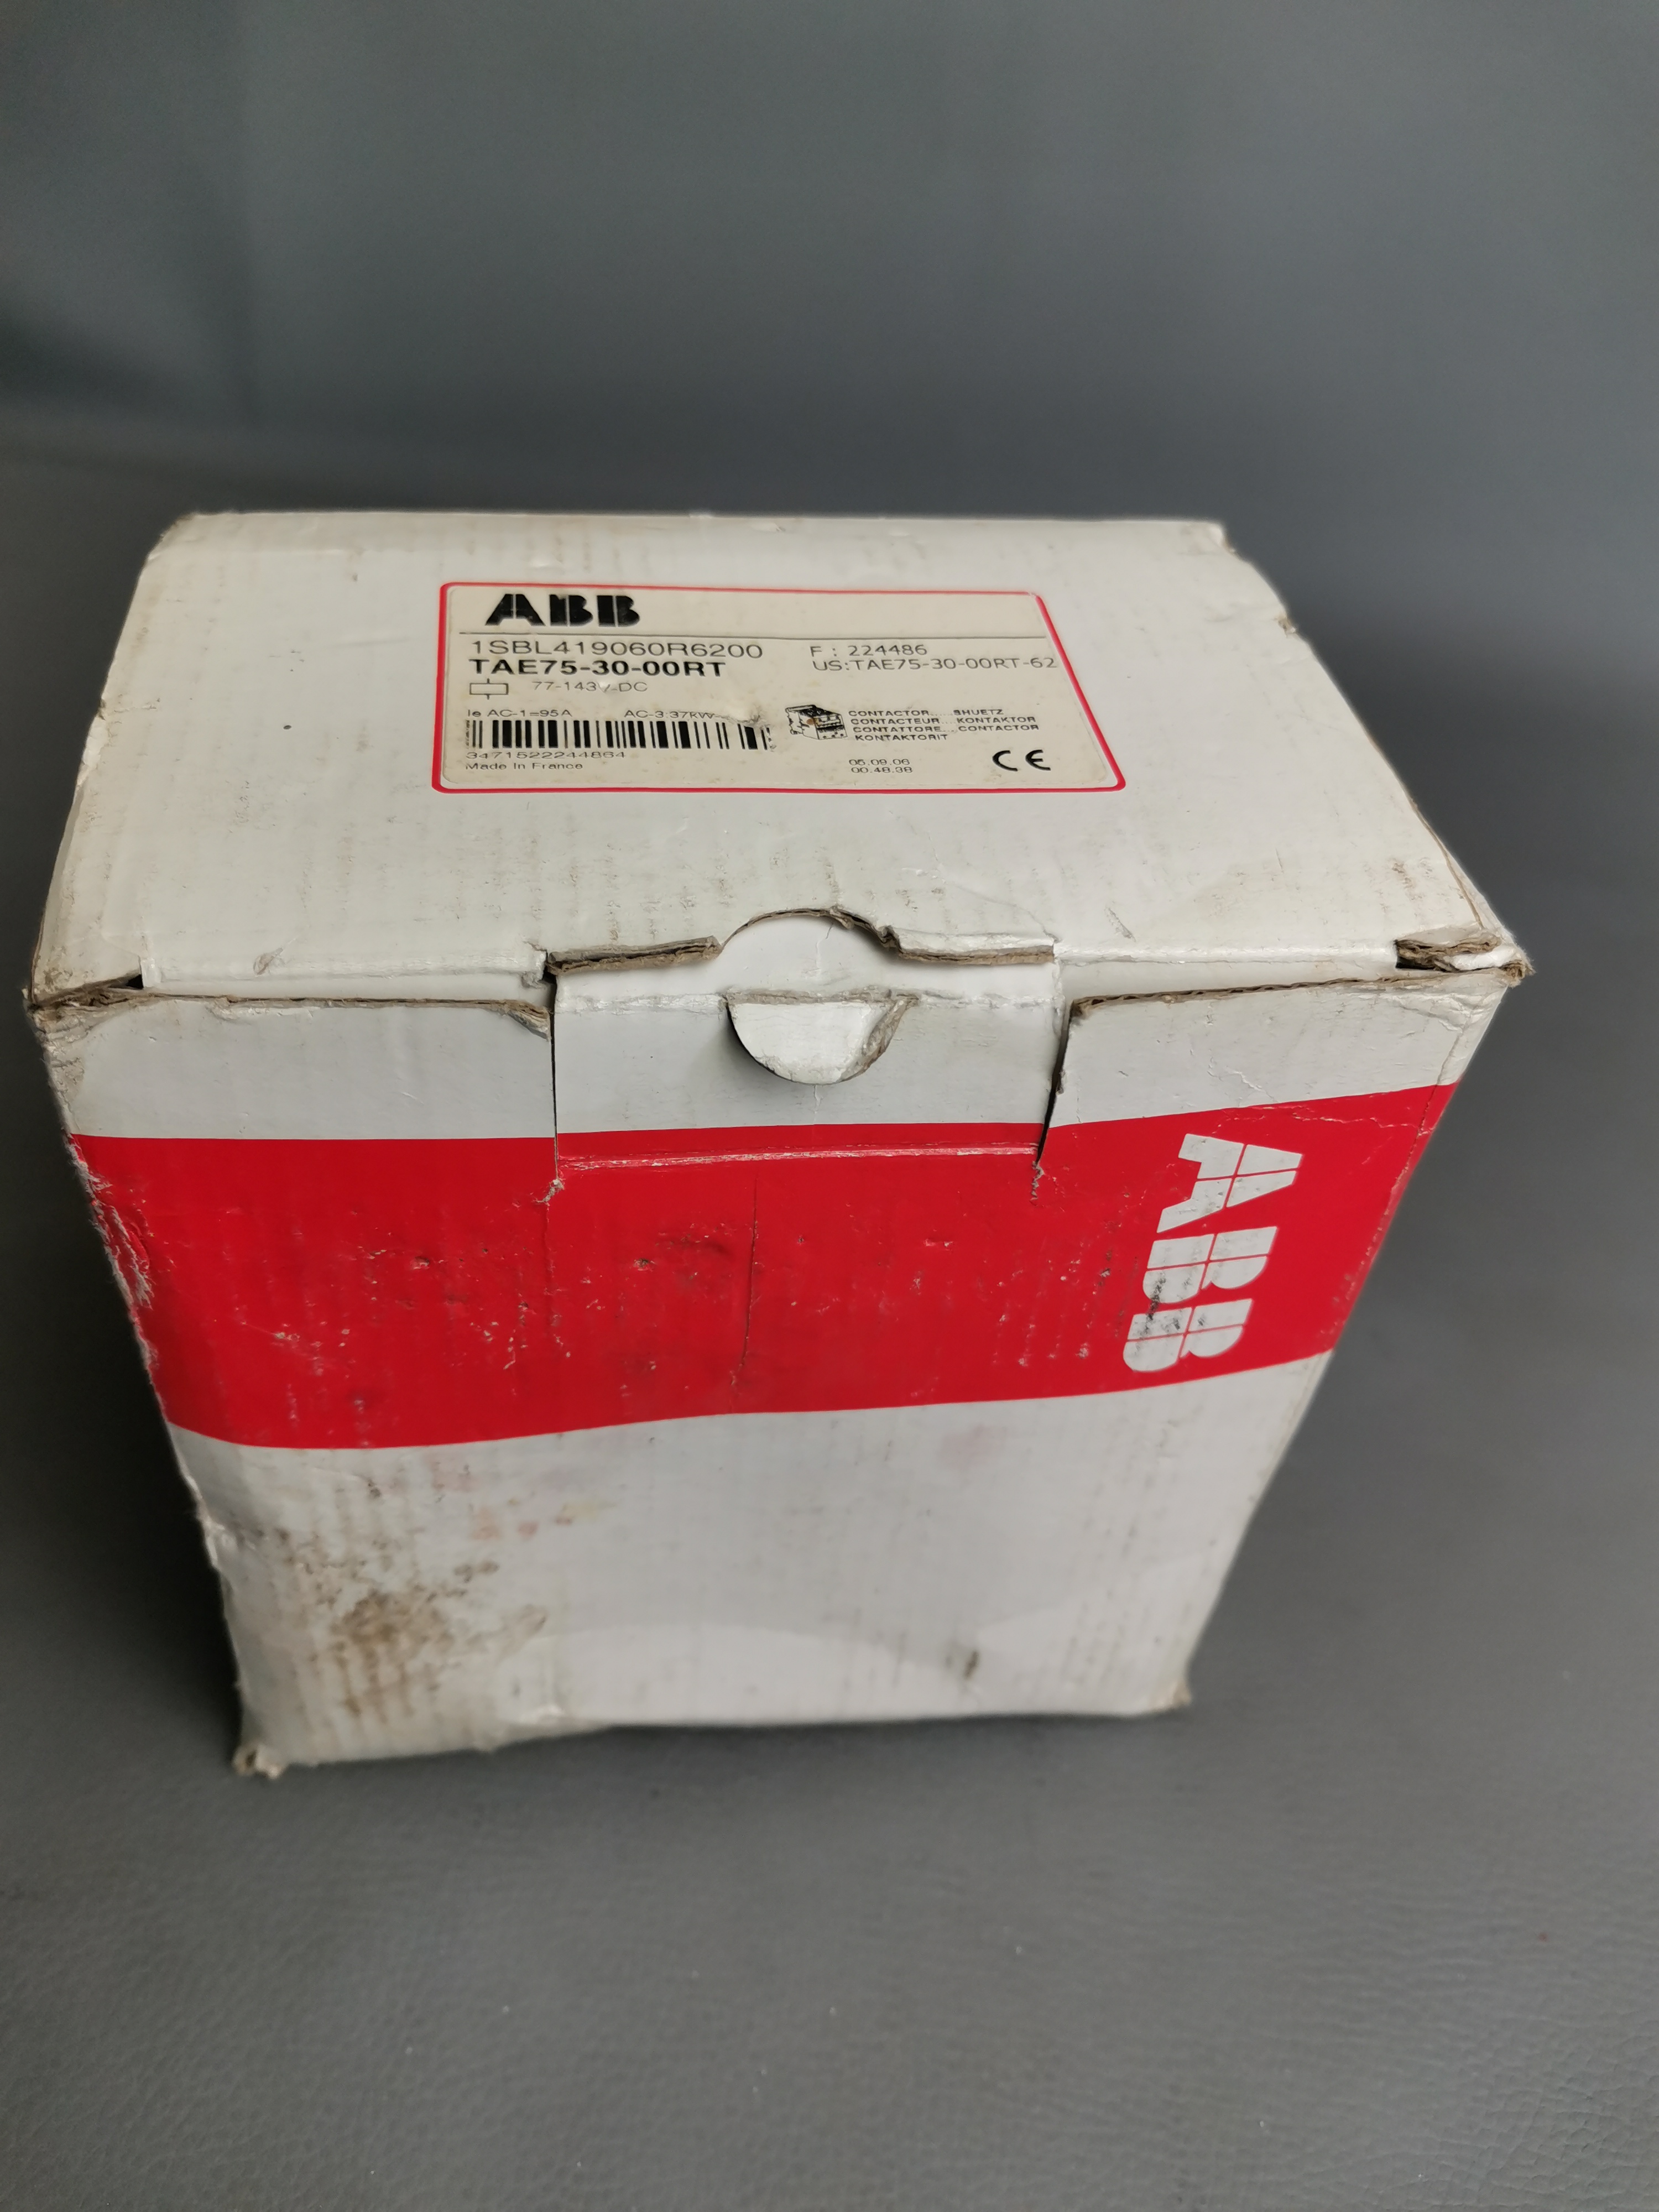 ABB
1SBL419060R6200
F : 224486
TAE75-30-00RT
US:TAE75-30-00RT-62
77-143V-DC
Ie AC-1=95A AC-3:37kW
CONTACTOR....SHUETZ
CONTACTEUR...KONTAKTOR
CONTATTORE...CONTACTOR
KONTAKTORIT
3471522244864
Made In France
05.09.06
00.48.38
CE
ABB